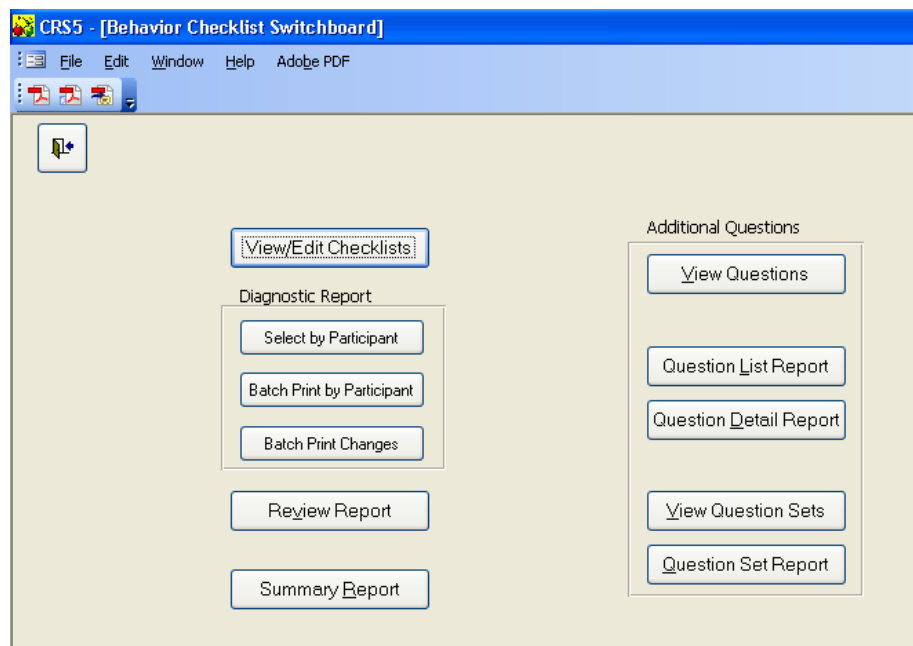 CRS5 - [Behavior Checklist Switchboard]
File Edit Window Help Adobe PDF
View/Edit Checklists
Diagnostic Report
Select by Participant
Batch Print by Participant
Batch Print Changes
Review Report
Summary Report
Additional Questions
View Questions
Question List Report
Question Detail Report
View Question Sets
Question Set Report